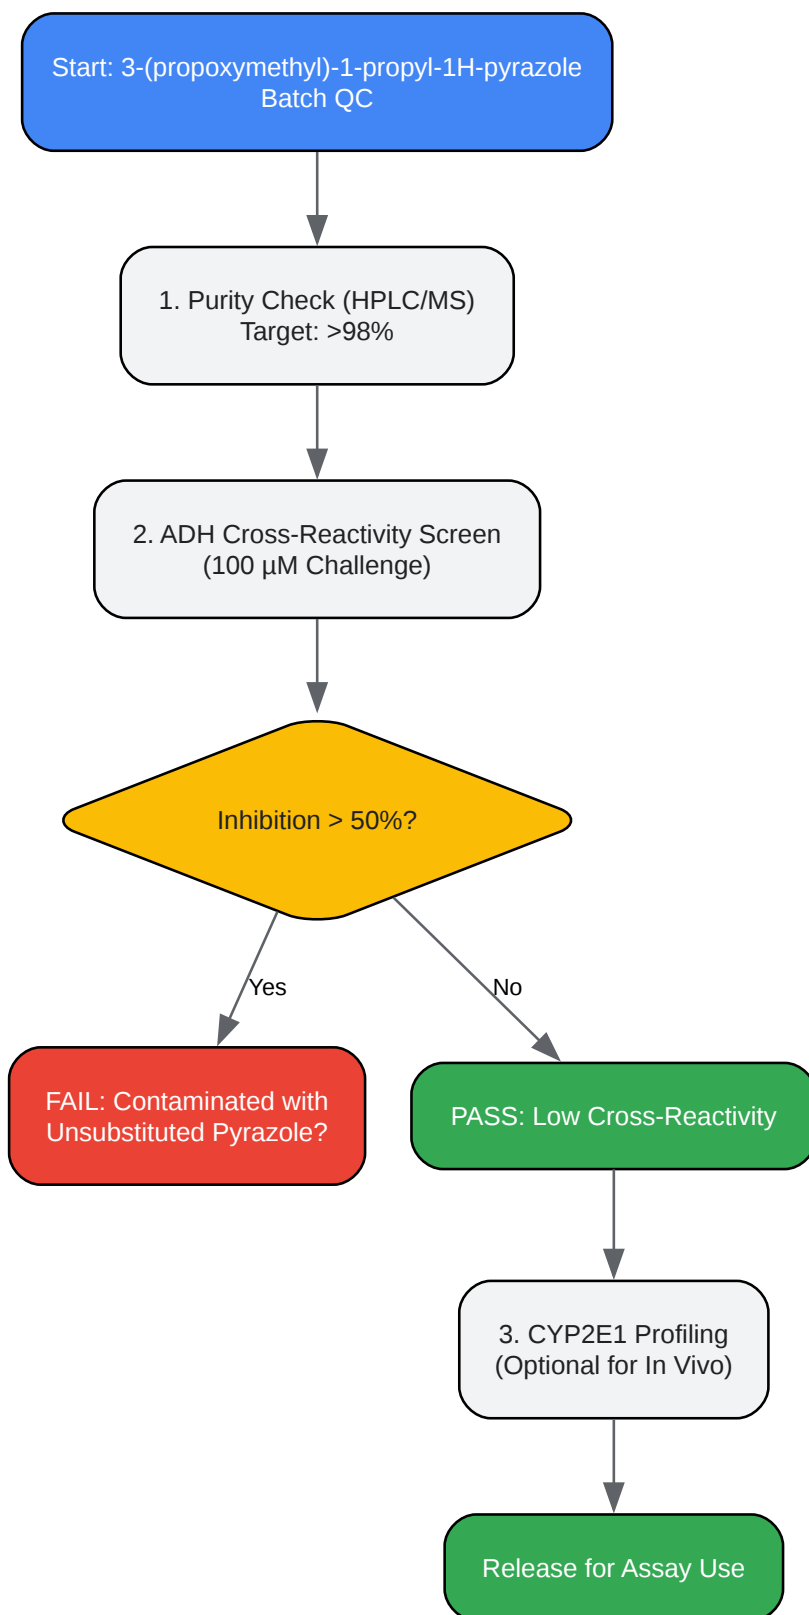 Start: 3-(propoxymethyl)-1-propyl-1H-pyrazole
Batch QC
1. Purity Check (HPLC/MS)
Target: >98%
2. ADH Cross-Reactivity Screen
(100 µM Challenge)
Inhibition > 50%?
Yes
No
FAIL: Contaminated with
Unsubstituted Pyrazole?
PASS: Low Cross-Reactivity
3. CYP2E1 Profiling
(Optional for In Vivo)
Release for Assay Use